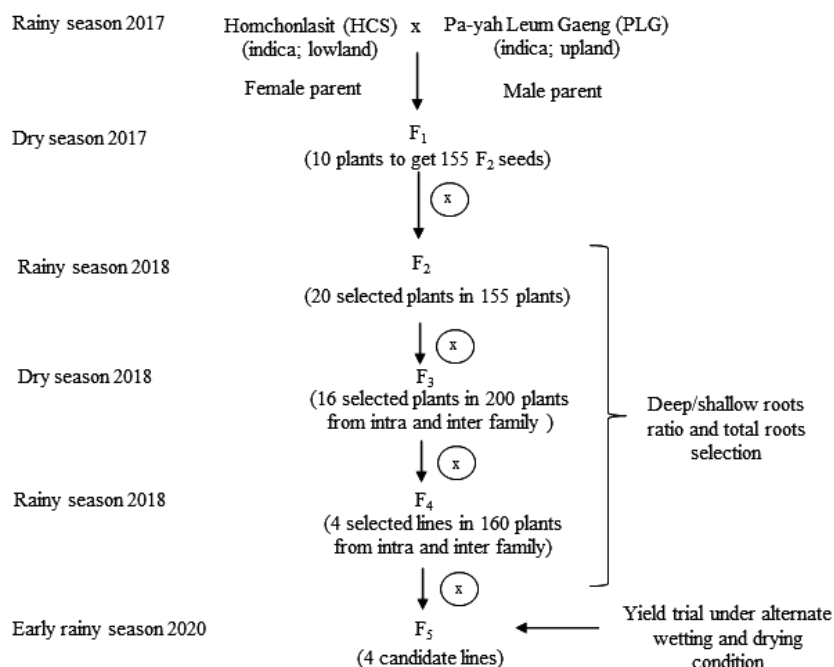 Rainy season 2017
Homchonlasit (HCS) x Pa-yah Leum Gaeng (PLG)
(indica; lowland) (indica; upland)
Female parent Male parent
Dry season 2017
F1
(10 plants to get 155 F2 seeds)
x
Rainy season 2018
F2
(20 selected plants in 155 plants)
x
Dry season 2018
F3
(16 selected plants in 200 plants
from intra and inter family )
Deep/shallow roots
ratio and total roots
selection
x
Rainy season 2018
F4
(4 selected lines in 160 plants
from intra and inter family)
x
Early rainy season 2020
F5
(4 candidate lines)
Yield trial under alternate
wetting and drying
condition